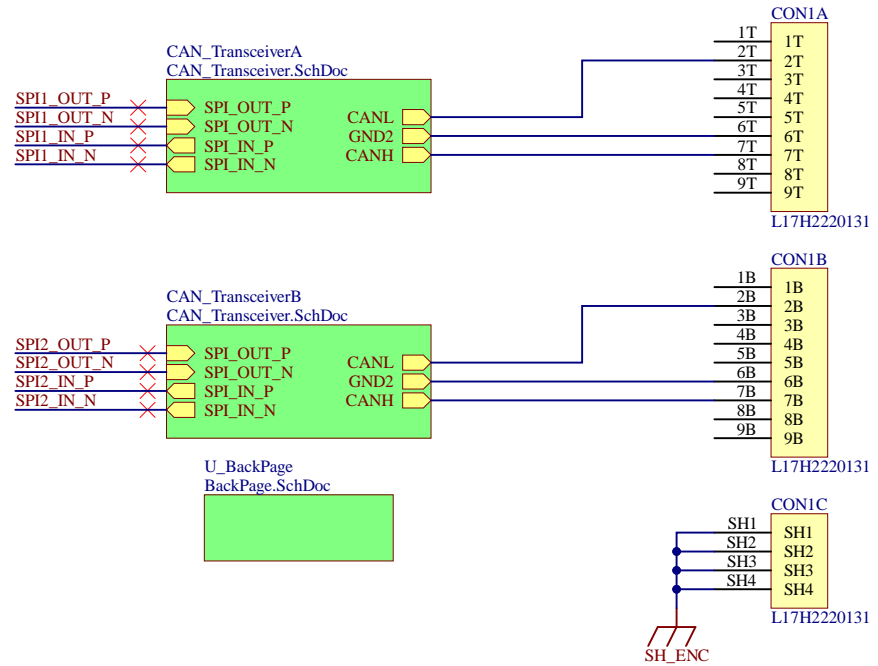 CON1A
CAN_TransceiverA
CAN_Transceiver.SchDoc
SPI1_OUT_P
SPI1_OUT_N
SPI1_IN_P
SPI1_IN_N
SPI_OUT_P
SPI_OUT_N
SPI_IN_P
SPI_IN_N
CANL
GND2
CANH
1T 1T
2T 2T
3T 3T
4T 4T
5T 5T
6T 6T
7T 7T
8T 8T
9T 9T
L17H2220131
CON1B
CAN_TransceiverB
CAN_Transceiver.SchDoc
SPI2_OUT_P
SPI2_OUT_N
SPI2_IN_P
SPI2_IN_N
SPI_OUT_P
SPI_OUT_N
SPI_IN_P
SPI_IN_N
CANL
GND2
CANH
1B 1B
2B 2B
3B 3B
4B 4B
5B 5B
6B 6B
7B 7B
8B 8B
9B 9B
L17H2220131
U_BackPage
BackPage.SchDoc
CON1C
SH1 SH1
SH2 SH2
SH3 SH3
SH4 SH4
L17H2220131
SH_ENC